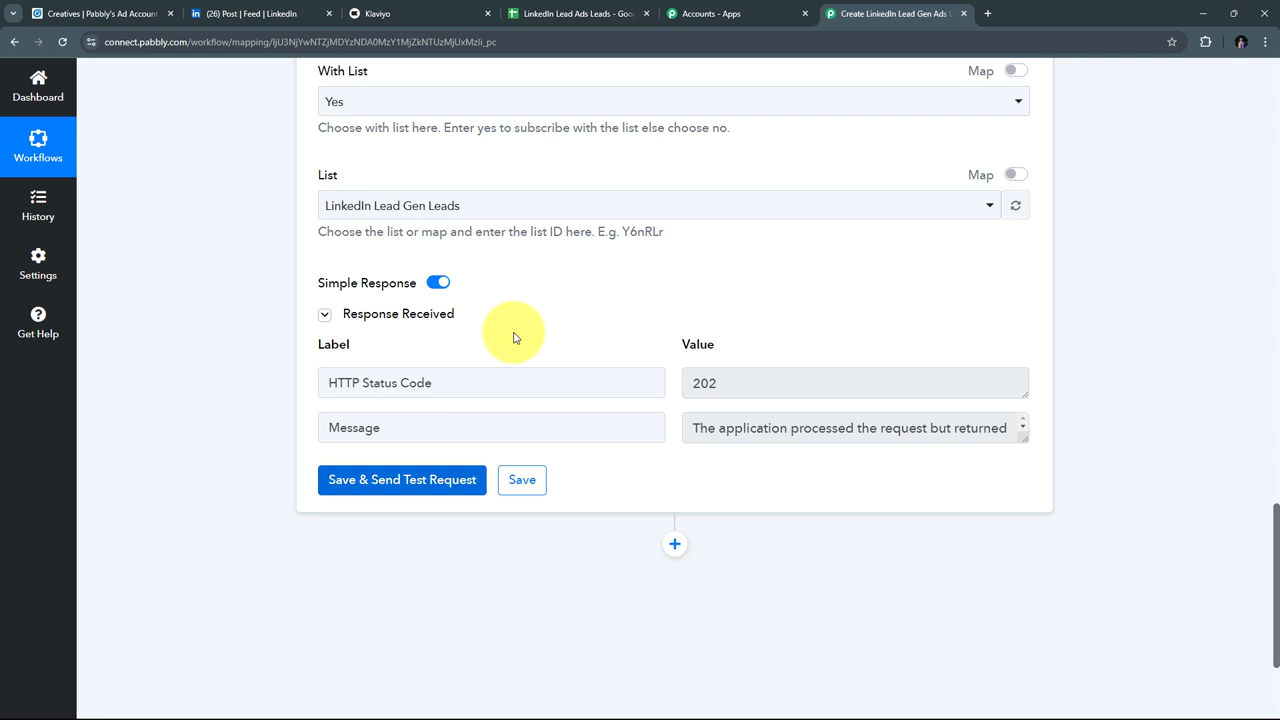 Creatives | Pabbly's Ad Account
(26) Post | Feed | LinkedIn
Klaviyo
LinkedIn Lead Ads Leads - Goo
Accounts - Apps
Create LinkedIn Lead Gen Ads L
connect.pabbly.com/workflow/mapping/IjU3NjYwNTZjMDYzNDA0MzY1MjZkNTUzMjUxMzIi_pc
Dashboard
Workflows
History
Settings
Get Help
With List
Map
Yes
Choose with list here. Enter yes to subscribe with the list else choose no.
List
Map
LinkedIn Lead Gen Leads
Choose the list or map and enter the list ID here. E.g. Y6nRLr
Simple Response
Response Received
Label
Value
HTTP Status Code
202
Message
The application processed the request but returned
Save & Send Test Request
Save